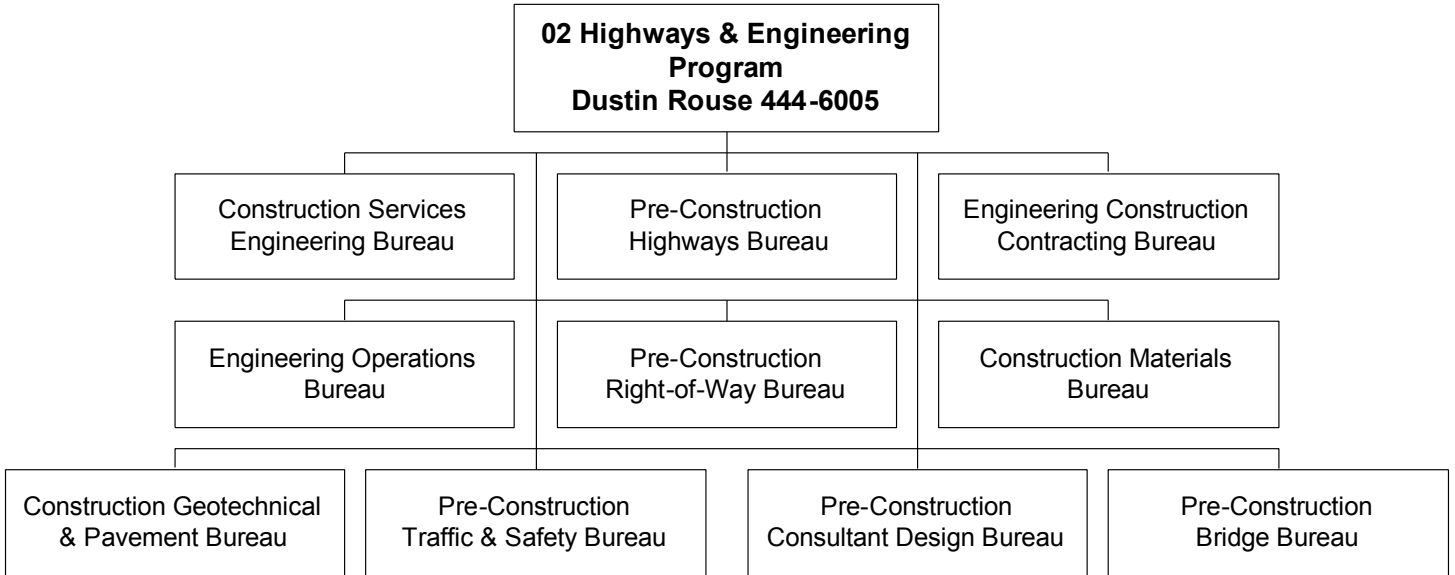 02 Highways & Engineering
Program
Dustin Rouse 444-6005
Construction Services
Engineering Bureau
Pre-Construction
Highways Bureau
Engineering Construction
Contracting Bureau
Engineering Operations
Bureau
Pre-Construction
Right-of-Way Bureau
Construction Materials
Bureau
Construction Geotechnical
& Pavement Bureau
Pre-Construction
Traffic & Safety Bureau
Pre-Construction
Consultant Design Bureau
Pre-Construction
Bridge Bureau